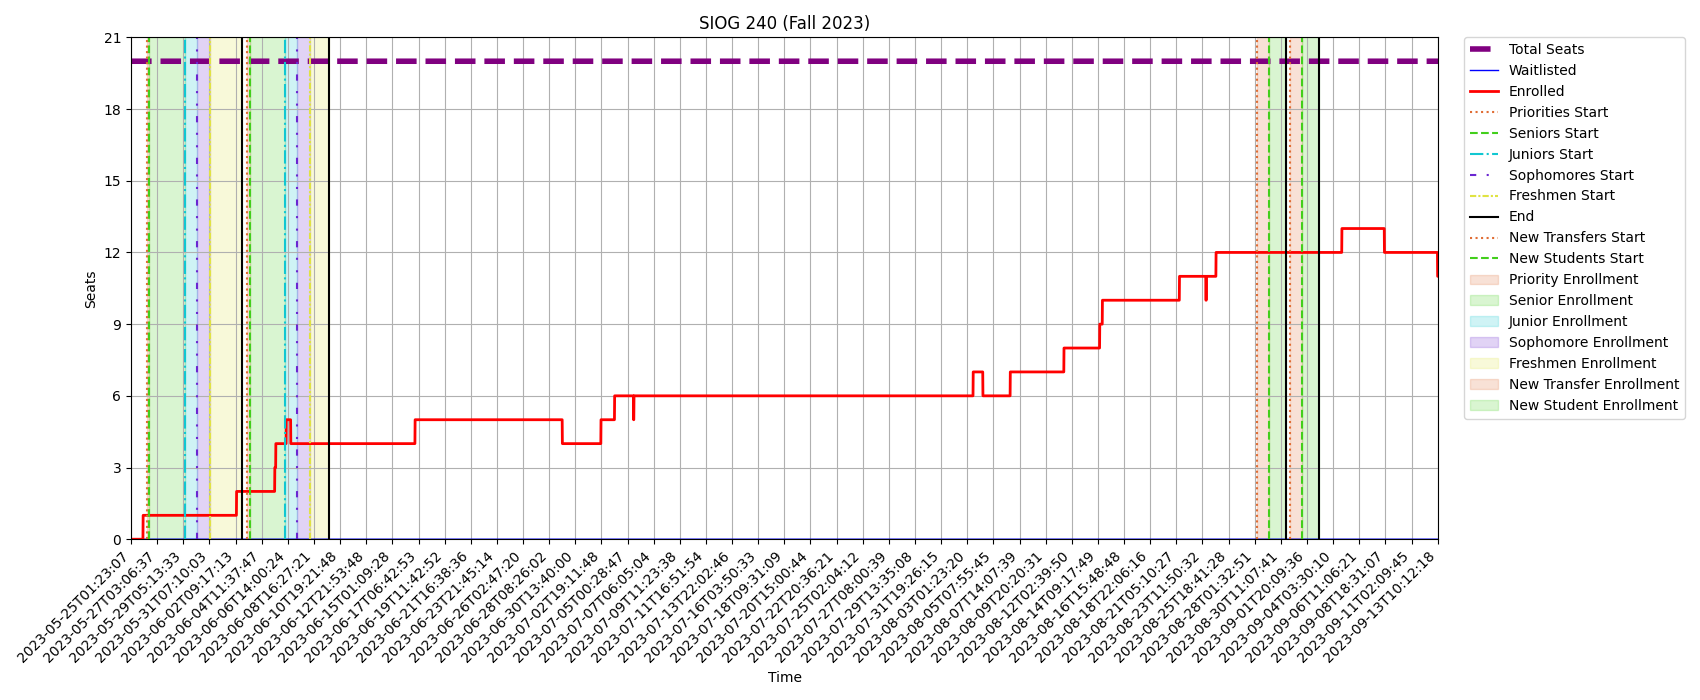 SIOG 240 (Fall 2023)
21
18
15
12
9
6
3
0
Seats
2023-05-25T01:23:07
2023-05-27T03:06:37
2023-05-29T05:13:33
2023-05-31T07:10:03
2023-06-02T09:17:13
2023-06-04T11:37:47
2023-06-06T14:00:24
2023-06-08T16:27:21
2023-06-10T19:21:48
2023-06-12T21:53:48
2023-06-15T01:09:28
2023-06-17T06:42:53
2023-06-19T11:42:52
2023-06-21T16:38:36
2023-06-23T21:45:14
2023-06-26T02:47:20
2023-06-28T08:26:02
2023-06-30T13:40:00
2023-07-02T19:11:48
2023-07-05T00:28:47
2023-07-07T06:05:04
2023-07-09T11:23:38
2023-07-11T16:51:54
2023-07-13T22:02:46
2023-07-16T03:50:33
2023-07-18T09:31:09
2023-07-20T15:00:44
2023-07-22T20:36:21
2023-07-25T02:04:12
2023-07-27T08:00:39
2023-07-29T13:35:08
2023-07-31T19:26:15
2023-08-03T01:23:20
2023-08-05T07:55:45
2023-08-07T14:07:39
2023-08-09T20:20:31
2023-08-12T02:39:50
2023-08-14T09:17:49
2023-08-16T15:48:48
2023-08-18T22:06:16
2023-08-21T05:10:27
2023-08-23T11:50:32
2023-08-25T18:41:28
2023-08-28T01:32:51
2023-08-30T11:07:41
2023-09-01T20:09:36
2023-09-04T03:30:10
2023-09-06T11:06:21
2023-09-08T18:31:07
2023-09-11T02:09:45
2023-09-13T10:12:18
Time
Total Seats
Waitlisted
Enrolled
Priorities Start
Seniors Start
Juniors Start
Sophomores Start
Freshmen Start
End
New Transfers Start
New Students Start
Priority Enrollment
Senior Enrollment
Junior Enrollment
Sophomore Enrollment
Freshmen Enrollment
New Transfer Enrollment
New Student Enrollment